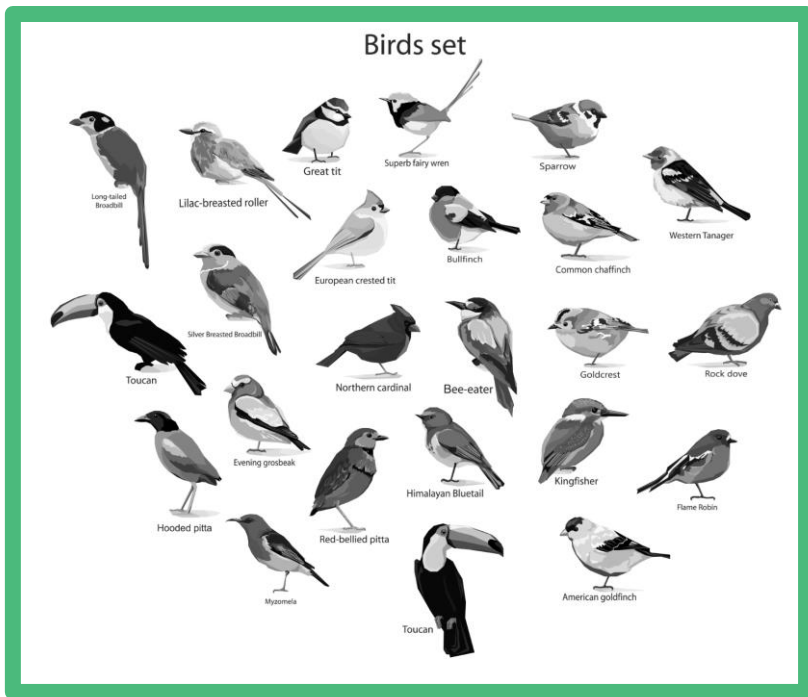 Birds set
Long-tailed
Broadbill
Lilac-breasted roller
Great tit
Superb fairy wren
Sparrow
Western Tanager
European crested tit
Bullfinch
Common chaffinch
Silver Breasted Broadbill
Toucan
Northern cardinal
Bee-eater
Goldcrest
Rock dove
Evening grosbeak
Hooded pitta
Red-bellied pitta
Himalayan Bluetail
Kingfisher
Flame Robin
Myzomela
Toucan
American goldfinch